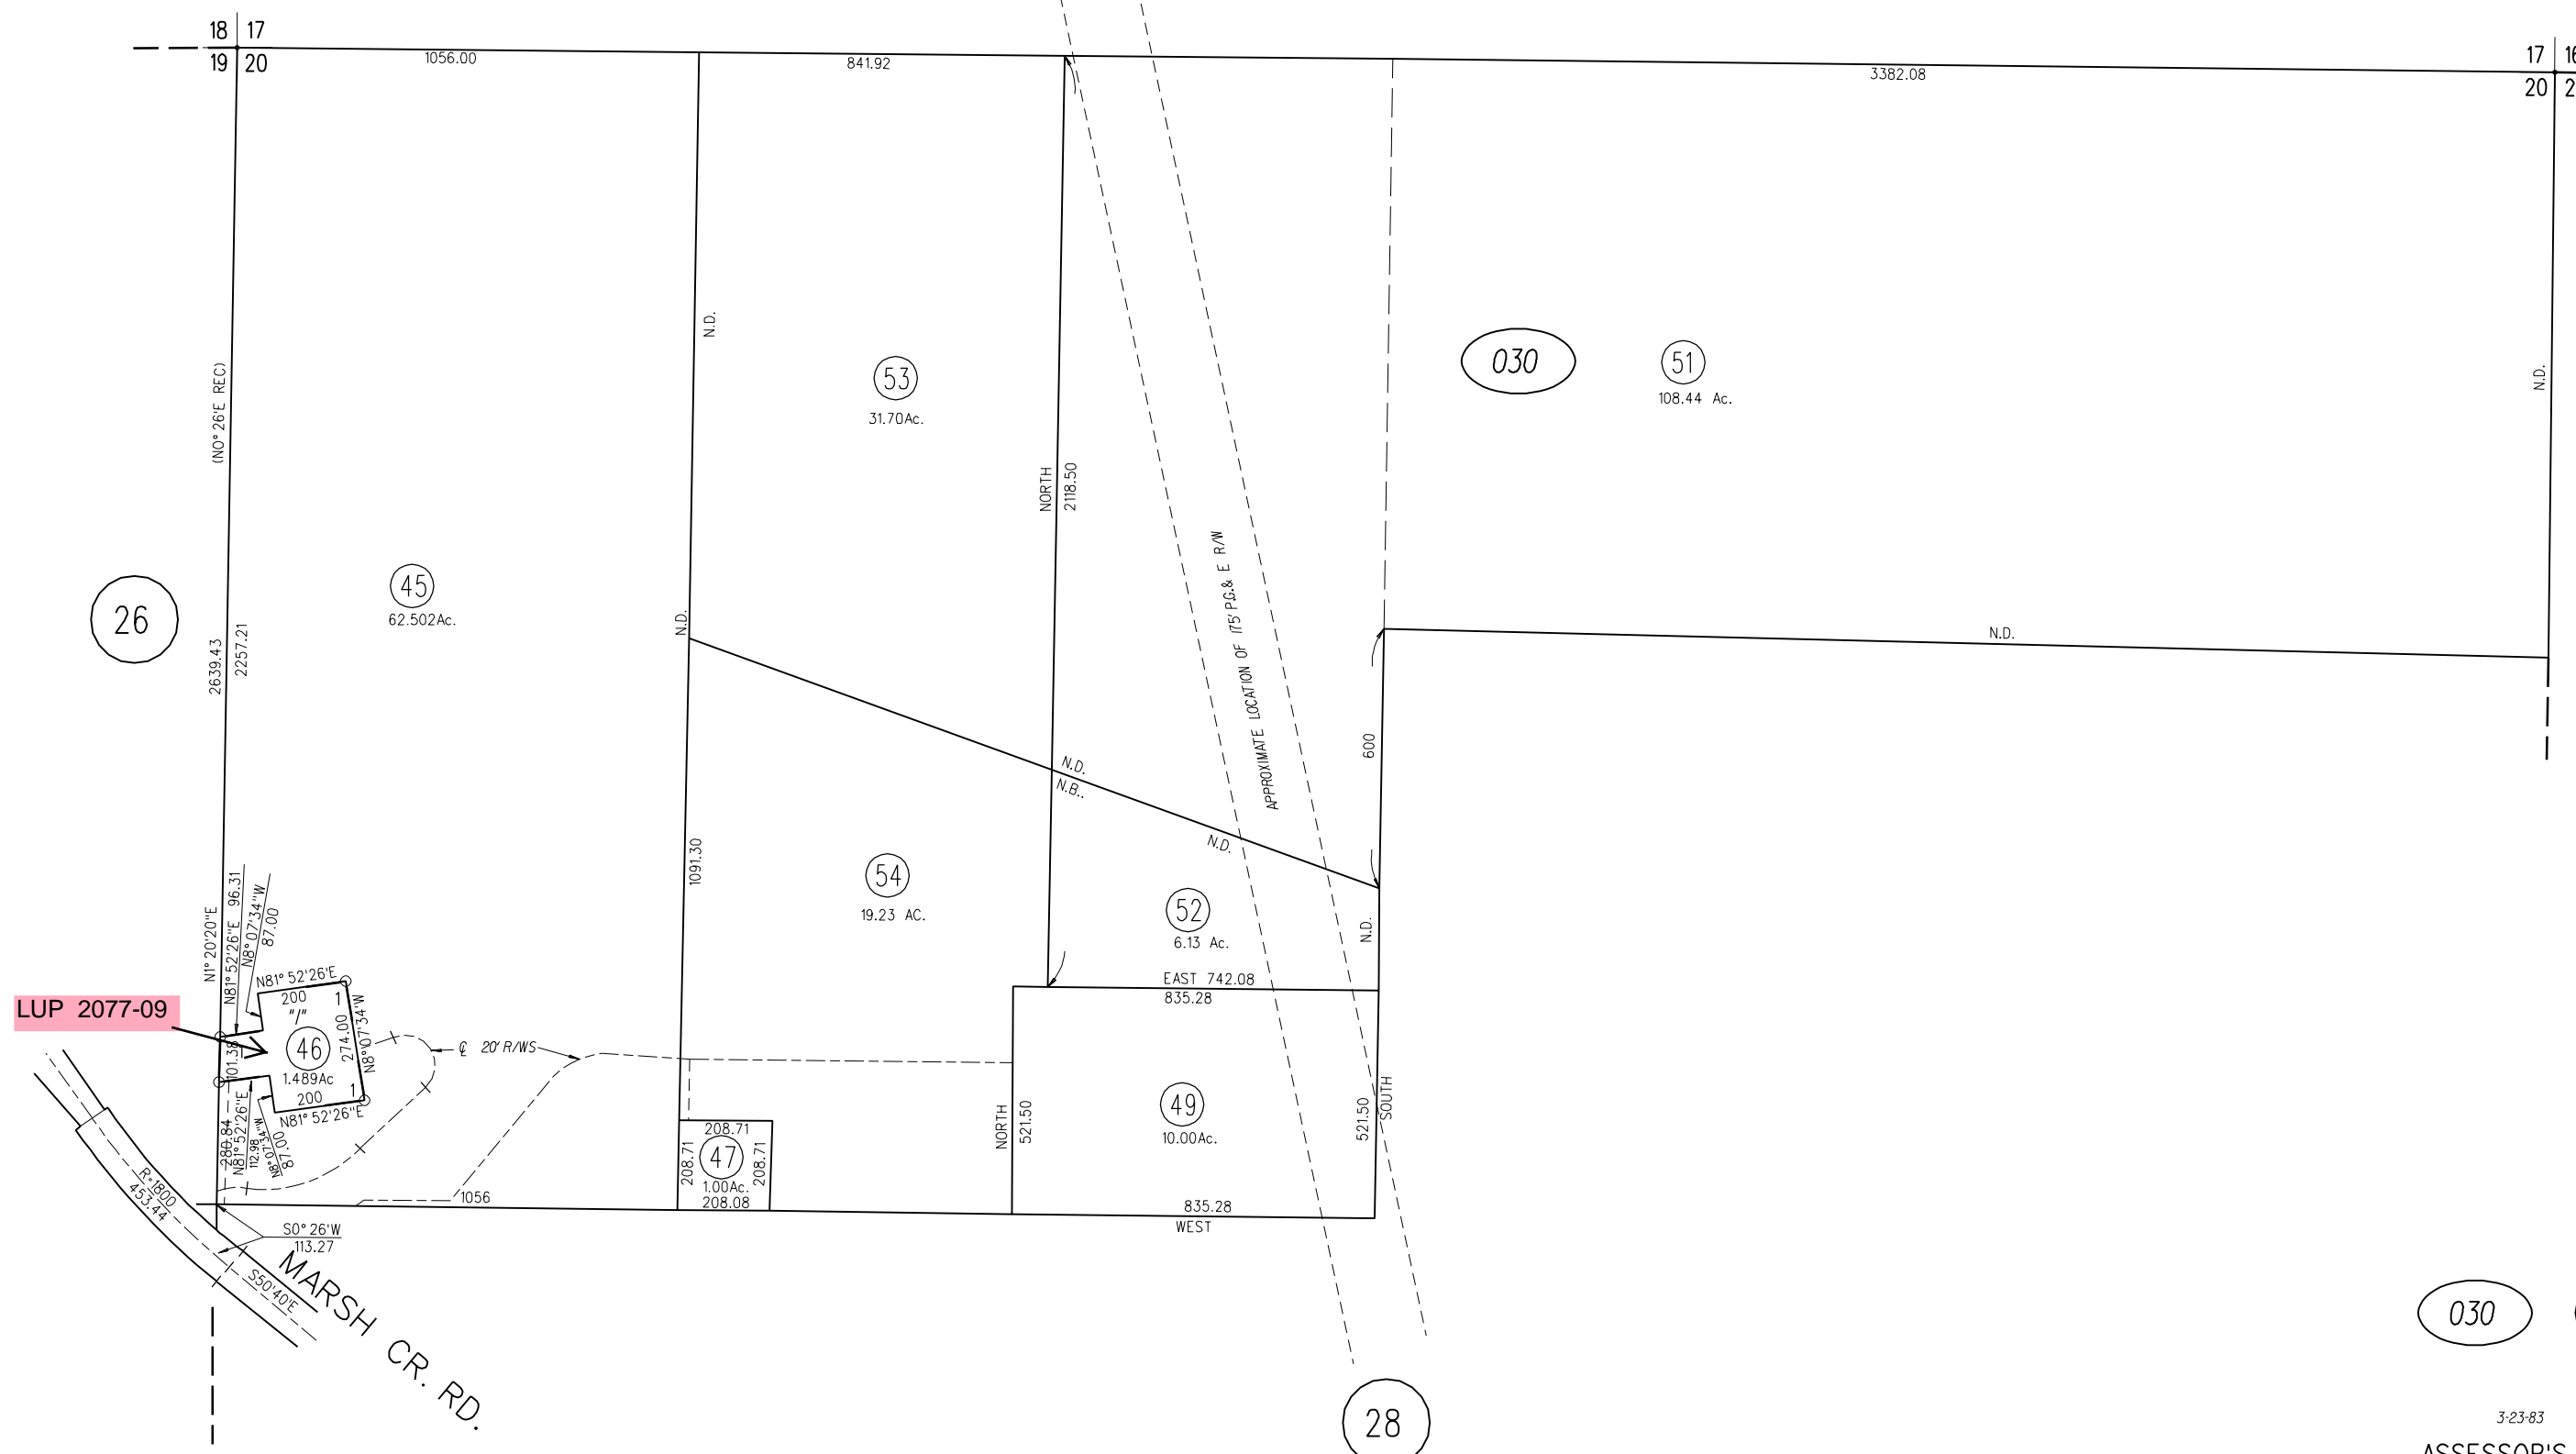 18 17
19 20
1056.00
841.92
3382.08
17
20
(N0°26'E REC)
N.D.
53
31.70Ac.
NORTH
2118.50
030
51
108.44 Ac.
N.D.
26
45
62.502Ac.
2639.43
2257.21
N.D.
APPROXIMATE LOCATION OF 175' P.G.& E R/W
N.D.
600
N.D.
N.B..
N.D.
1091.30
54
19.23 AC.
52
6.13 Ac.
N.D.
N1°20'20"E
N81°52'26"E 96.31
N8°07'34"W
87.00
N81°52'26'E
200
1
"/"
EAST 742.08
835.28
LUP 2077-09
101.38
46
1.489Ac
274.00
N8°07'34'W
℄ 20' R/WS
200
1
N81°52'26"E
280.84
N81°52'26"E
112.98
N8°07'34"W
87.00
NORTH
521.50
49
10.00Ac.
521.50
SOUTH
208.71
208.71
47
208.71
1.00Ac.
208.08
1056
835.28
WEST
R=1800
453.44
S0°26'W
113.27
S50'40'E
MARSH CR. RD.
030
28
3-23-83